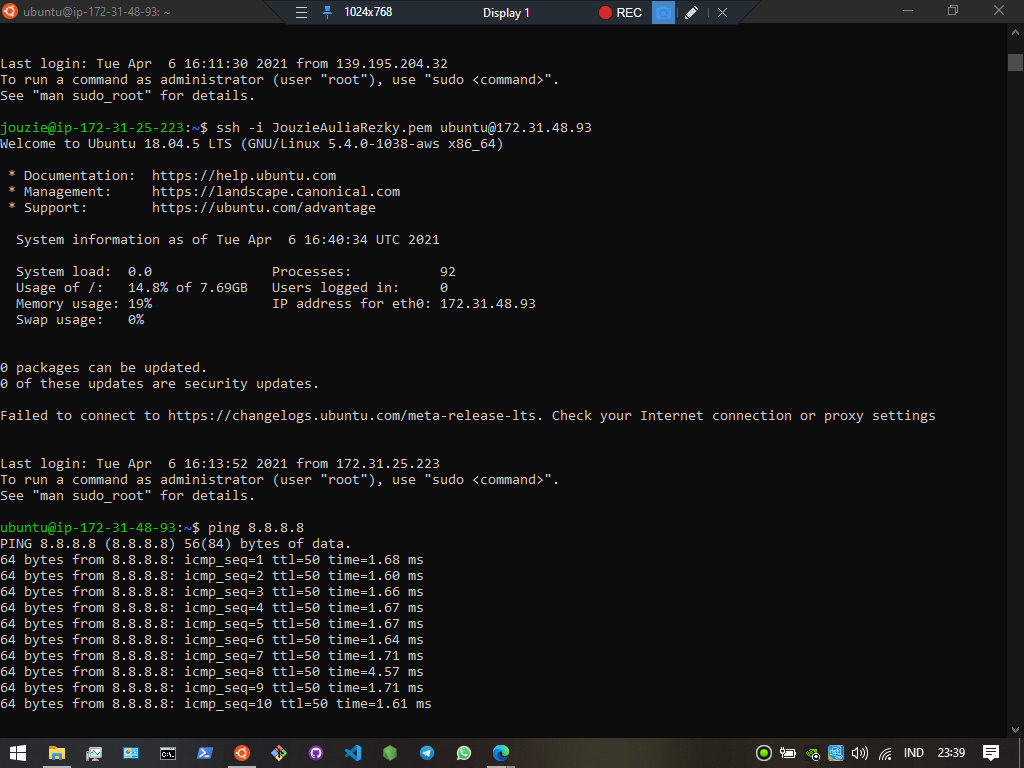 ubuntu@ip-172-31-48-93: ~
1024x768
Display 1
REC
Last login: Tue Apr  6 16:11:30 2021 from 139.195.204.32
To run a command as administrator (user "root"), use "sudo <command>".
See "man sudo_root" for details.
jouzie@ip-172-31-25-223:~$ ssh -i JouzieAuliaRezky.pem ubuntu@172.31.48.93
Welcome to Ubuntu 18.04.5 LTS (GNU/Linux 5.4.0-1038-aws x86_64)
* Documentation:  https://help.ubuntu.com
* Management:     https://landscape.canonical.com
* Support:        https://ubuntu.com/advantage
System information as of Tue Apr  6 16:40:34 UTC 2021
System load:  0.0               Processes:           92
Usage of /:   14.8% of 7.69GB   Users logged in:     0
Memory usage: 19%               IP address for eth0: 172.31.48.93
Swap usage:   0%
0 packages can be updated.
0 of these updates are security updates.
Failed to connect to https://changelogs.ubuntu.com/meta-release-lts. Check your Internet connection or proxy settings
Last login: Tue Apr  6 16:13:52 2021 from 172.31.25.223
To run a command as administrator (user "root"), use "sudo <command>".
See "man sudo_root" for details.
ubuntu@ip-172-31-48-93:~$ ping 8.8.8.8
PING 8.8.8.8 (8.8.8.8) 56(84) bytes of data.
64 bytes from 8.8.8.8: icmp_seq=1 ttl=50 time=1.68 ms
64 bytes from 8.8.8.8: icmp_seq=2 ttl=50 time=1.60 ms
64 bytes from 8.8.8.8: icmp_seq=3 ttl=50 time=1.66 ms
64 bytes from 8.8.8.8: icmp_seq=4 ttl=50 time=1.67 ms
64 bytes from 8.8.8.8: icmp_seq=5 ttl=50 time=1.67 ms
64 bytes from 8.8.8.8: icmp_seq=6 ttl=50 time=1.64 ms
64 bytes from 8.8.8.8: icmp_seq=7 ttl=50 time=1.71 ms
64 bytes from 8.8.8.8: icmp_seq=8 ttl=50 time=4.57 ms
64 bytes from 8.8.8.8: icmp_seq=9 ttl=50 time=1.71 ms
64 bytes from 8.8.8.8: icmp_seq=10 ttl=50 time=1.61 ms
IND
23:39